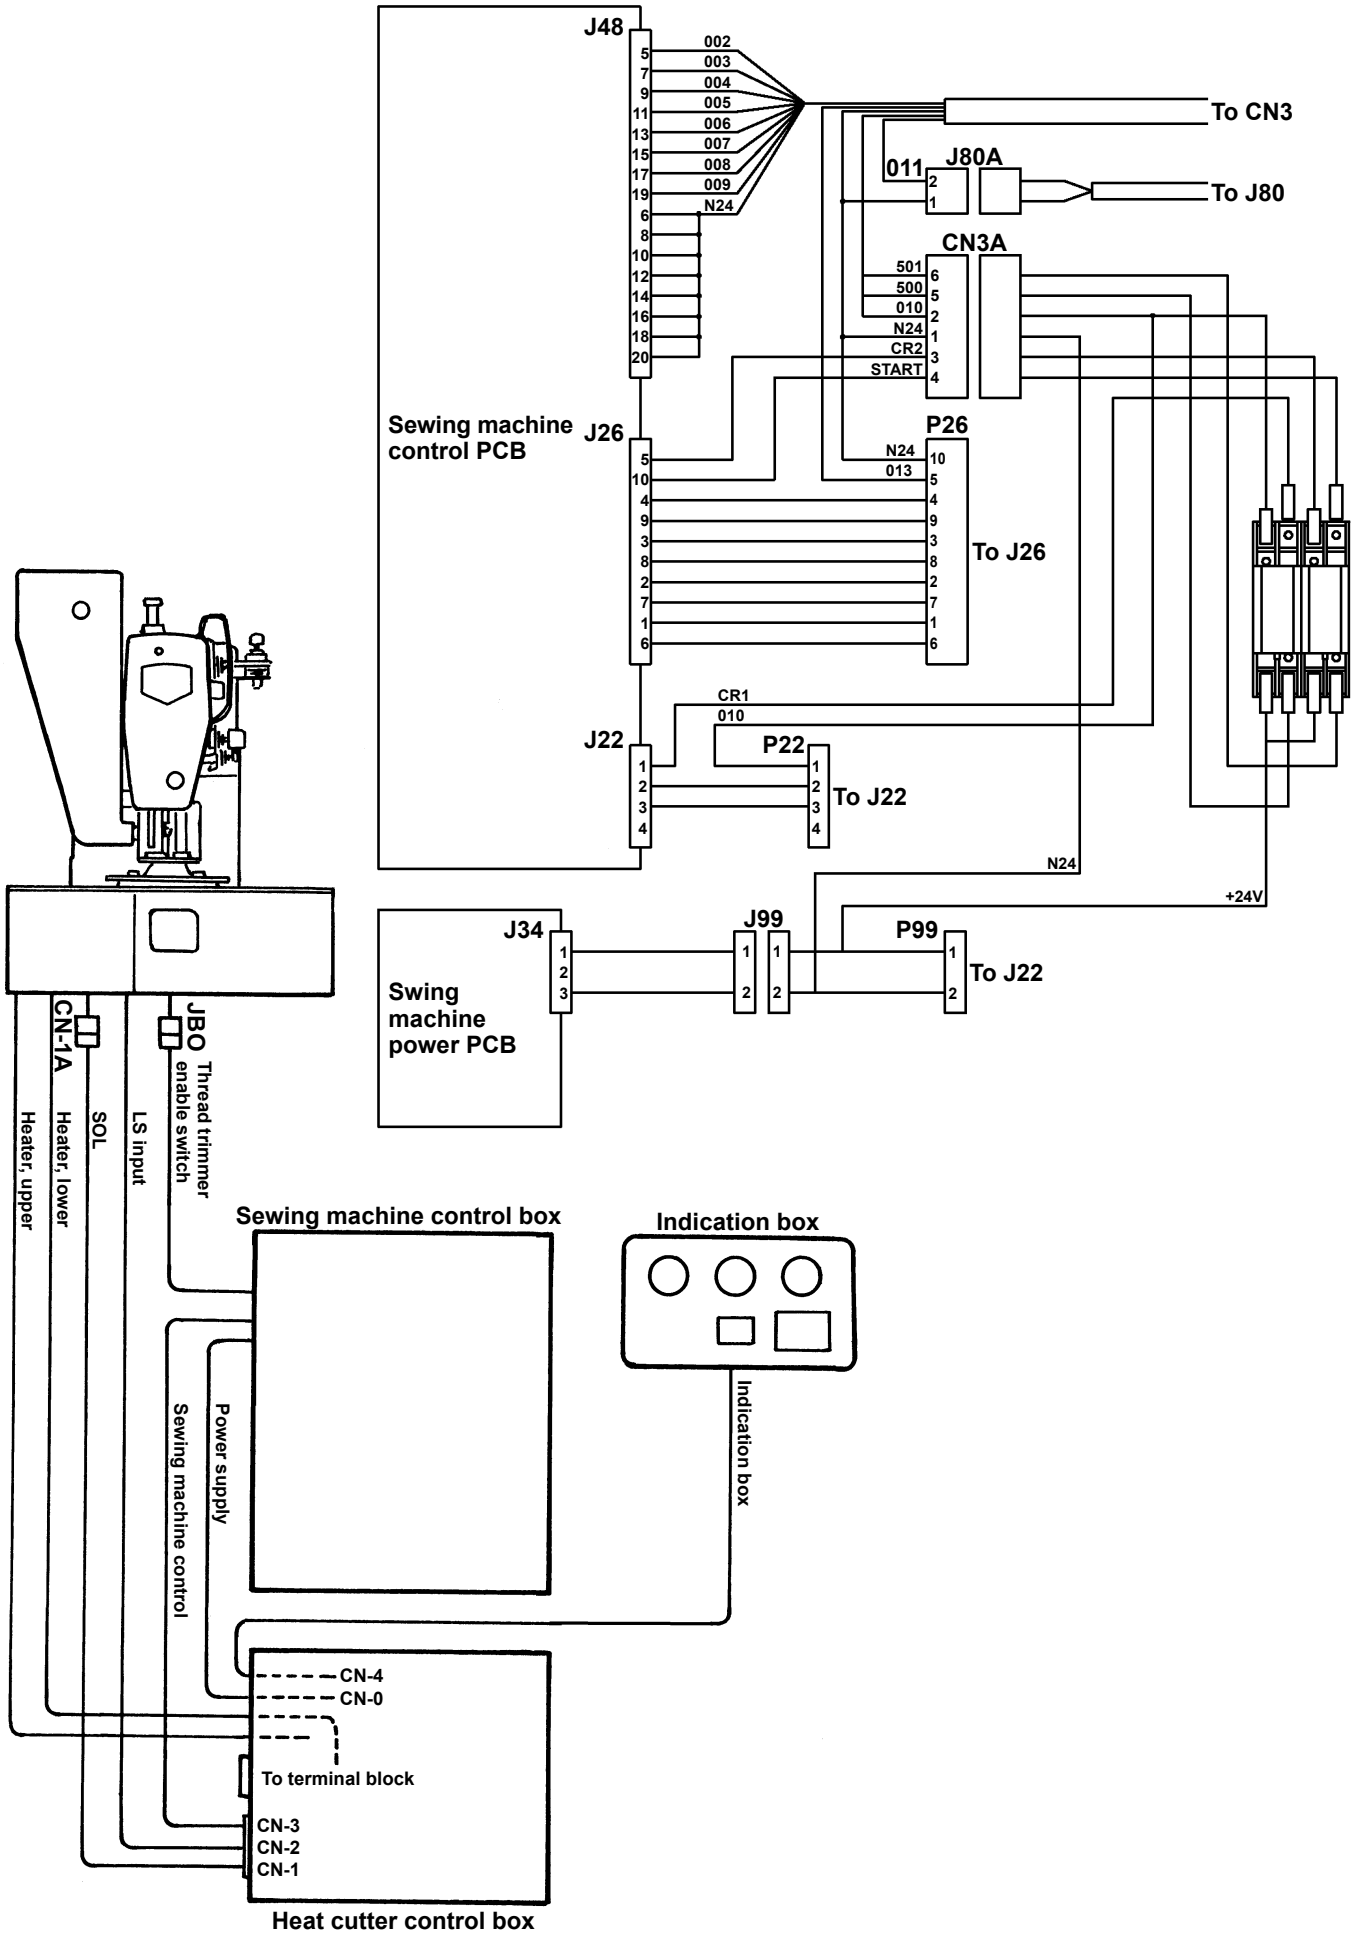 J48
5 002
7 003
9 004
11 005
13 006
15 007
17 008
19 009
6 N24
8
10
12
14
16
18
20
To CN3
011 J80A
2
1
To J80
CN3A
501 6
500 5
010 2
N24 1
CR2 3
START 4
Sewing machine
control PCB
J26
5
10
4
9
3
8
2
7
1
6
P26
N24 10
013 5
4
9
3
8
2
7
1
6
To J26
CR1
010
J22
1
2
3
4
P22
1
2
3
4
To J22
N24
+24V
J34
1
2
3
J99
1 1
2 2
P99
1
2
To J22
Swing
machine
power PCB
CN-1A
JBO
Thread trimmer
enable switch
LS input
SOL
Heater, lower
Heater, upper
Sewing machine control box
Indication box
Indication box
Power supply
Sewing machine control
CN-4
CN-0
To terminal block
CN-3
CN-2
CN-1
Heat cutter control box